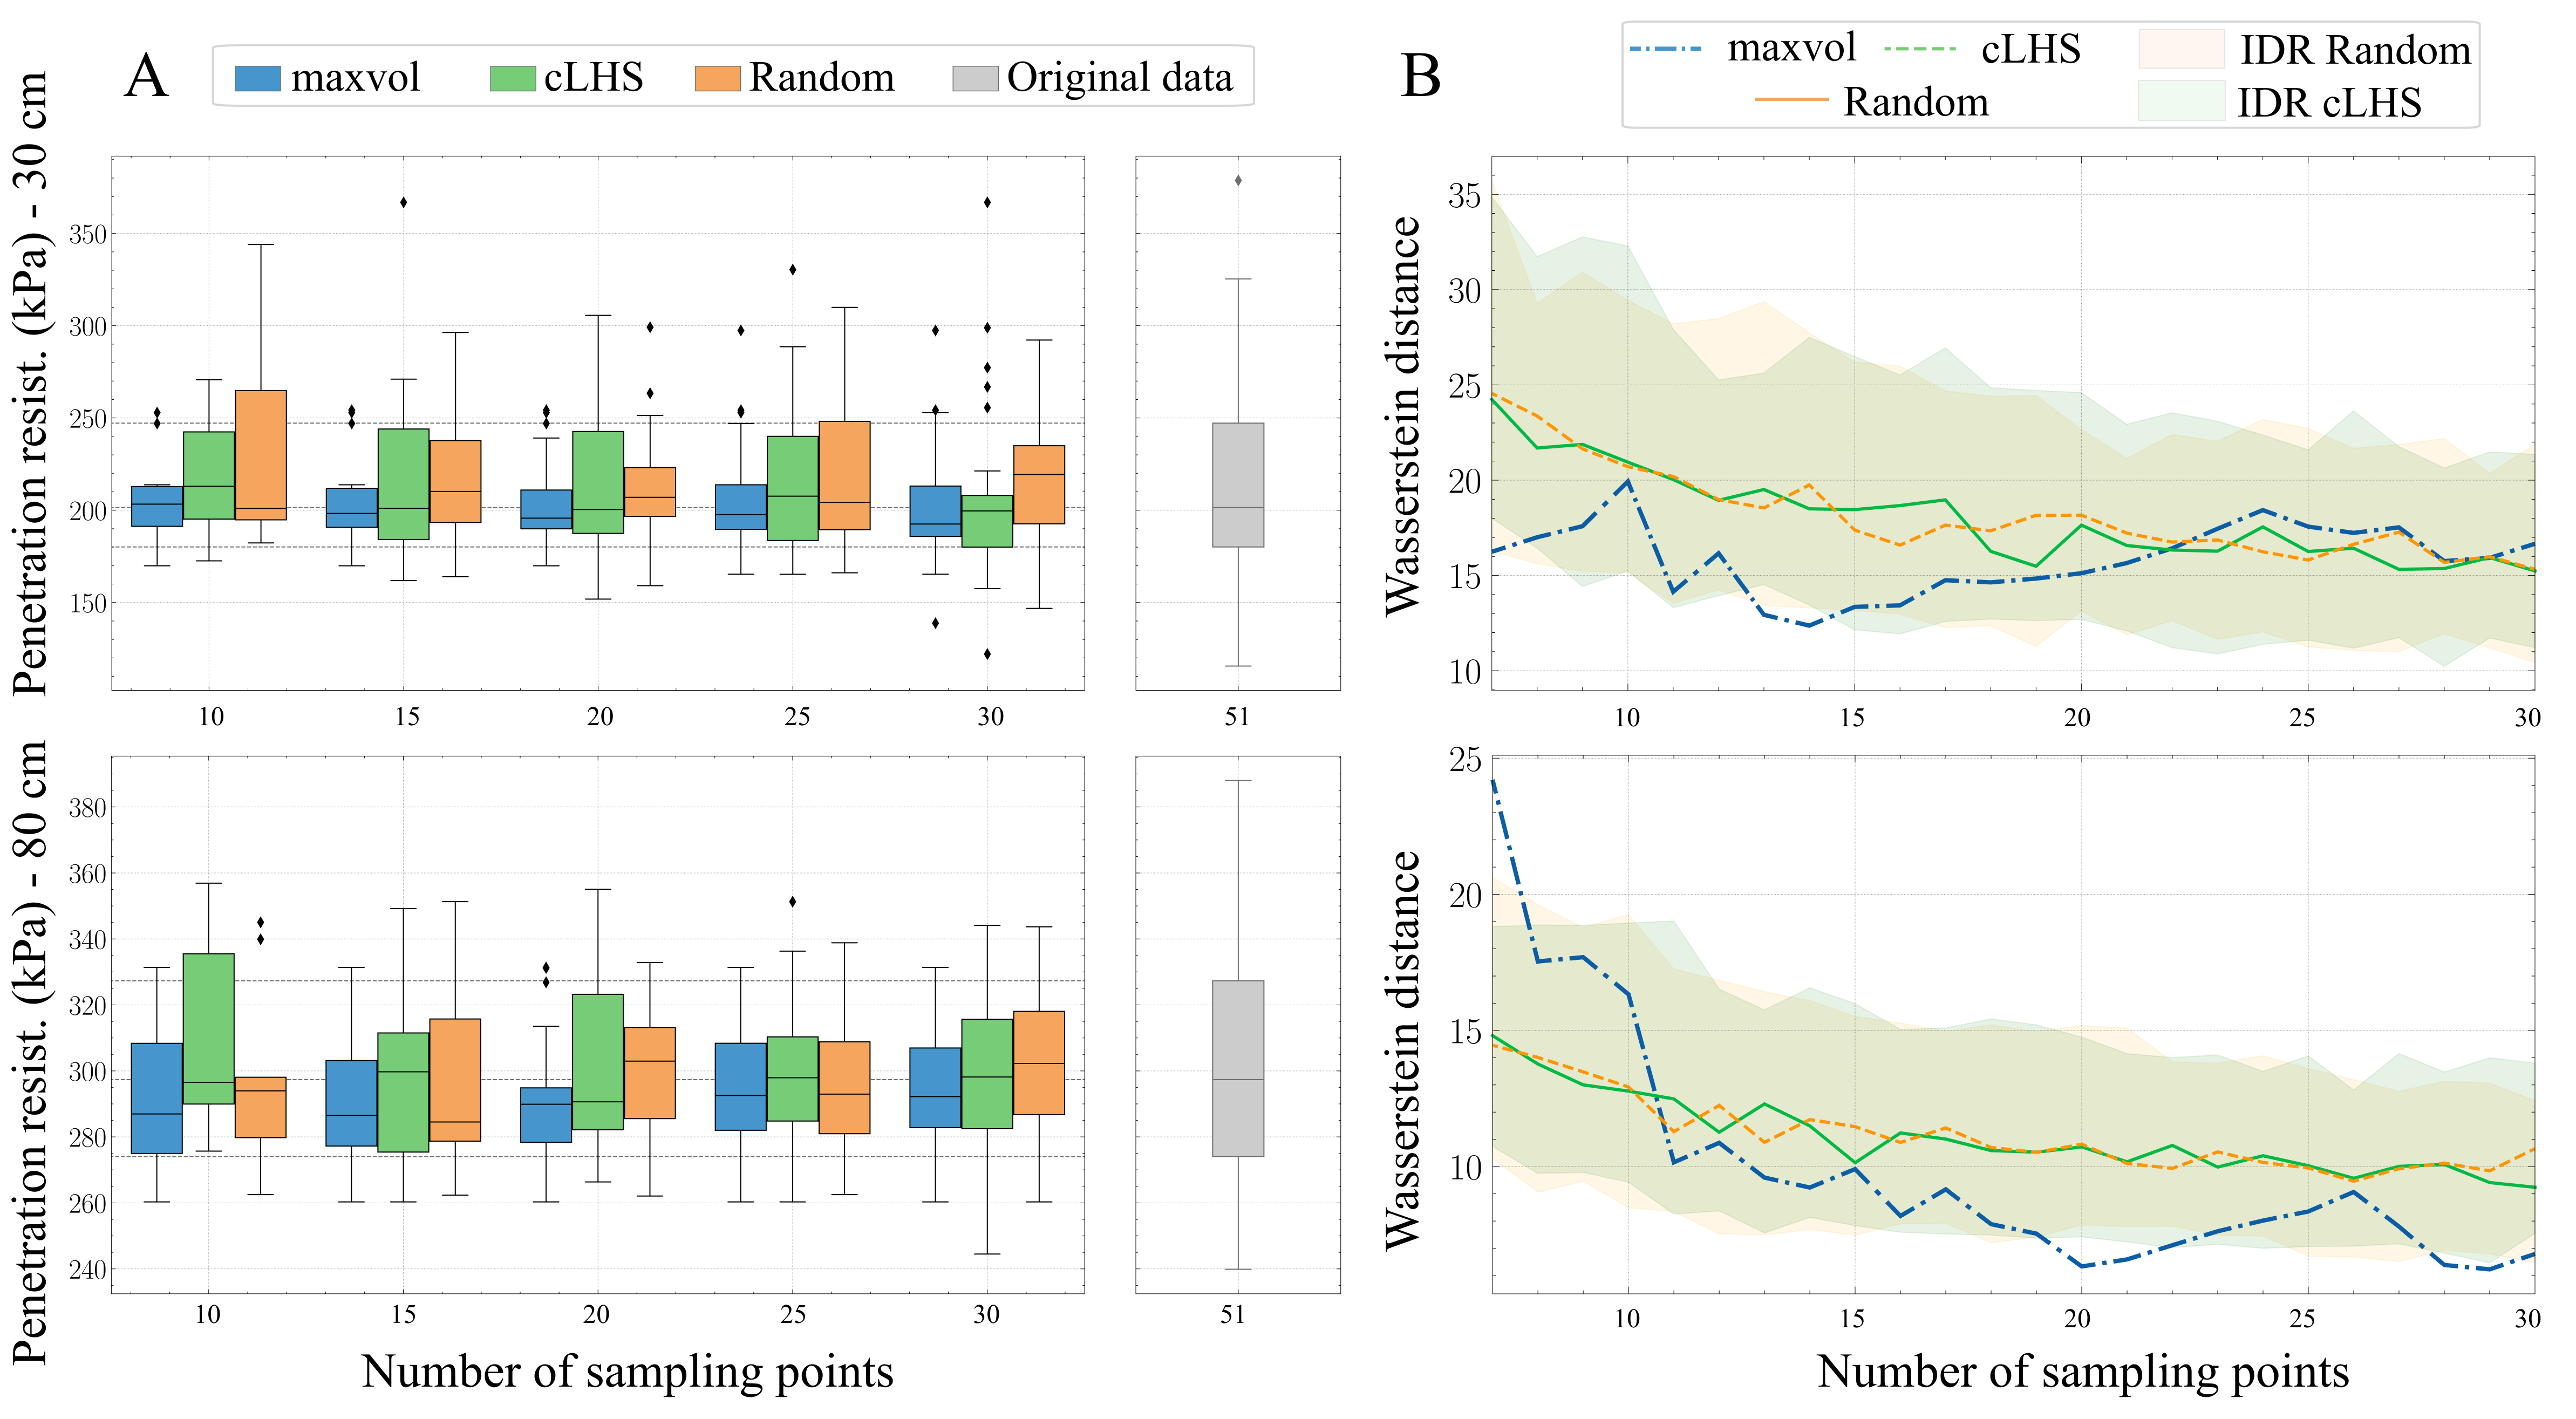 A
maxvol cLHS Random Original data
Penetration resist. (kPa) - 30 cm
350
300
250
200
150
10 15 20 25 30
51
Penetration resist. (kPa) - 80 cm
380
360
340
320
300
280
260
240
10 15 20 25 30
51
Number of sampling points
B
maxvol cLHS IDR Random
Random IDR cLHS
Wasserstein distance
35
30
25
20
15
10
10 15 20 25 30
Wasserstein distance
25
20
15
10
10 15 20 25 30
Number of sampling points